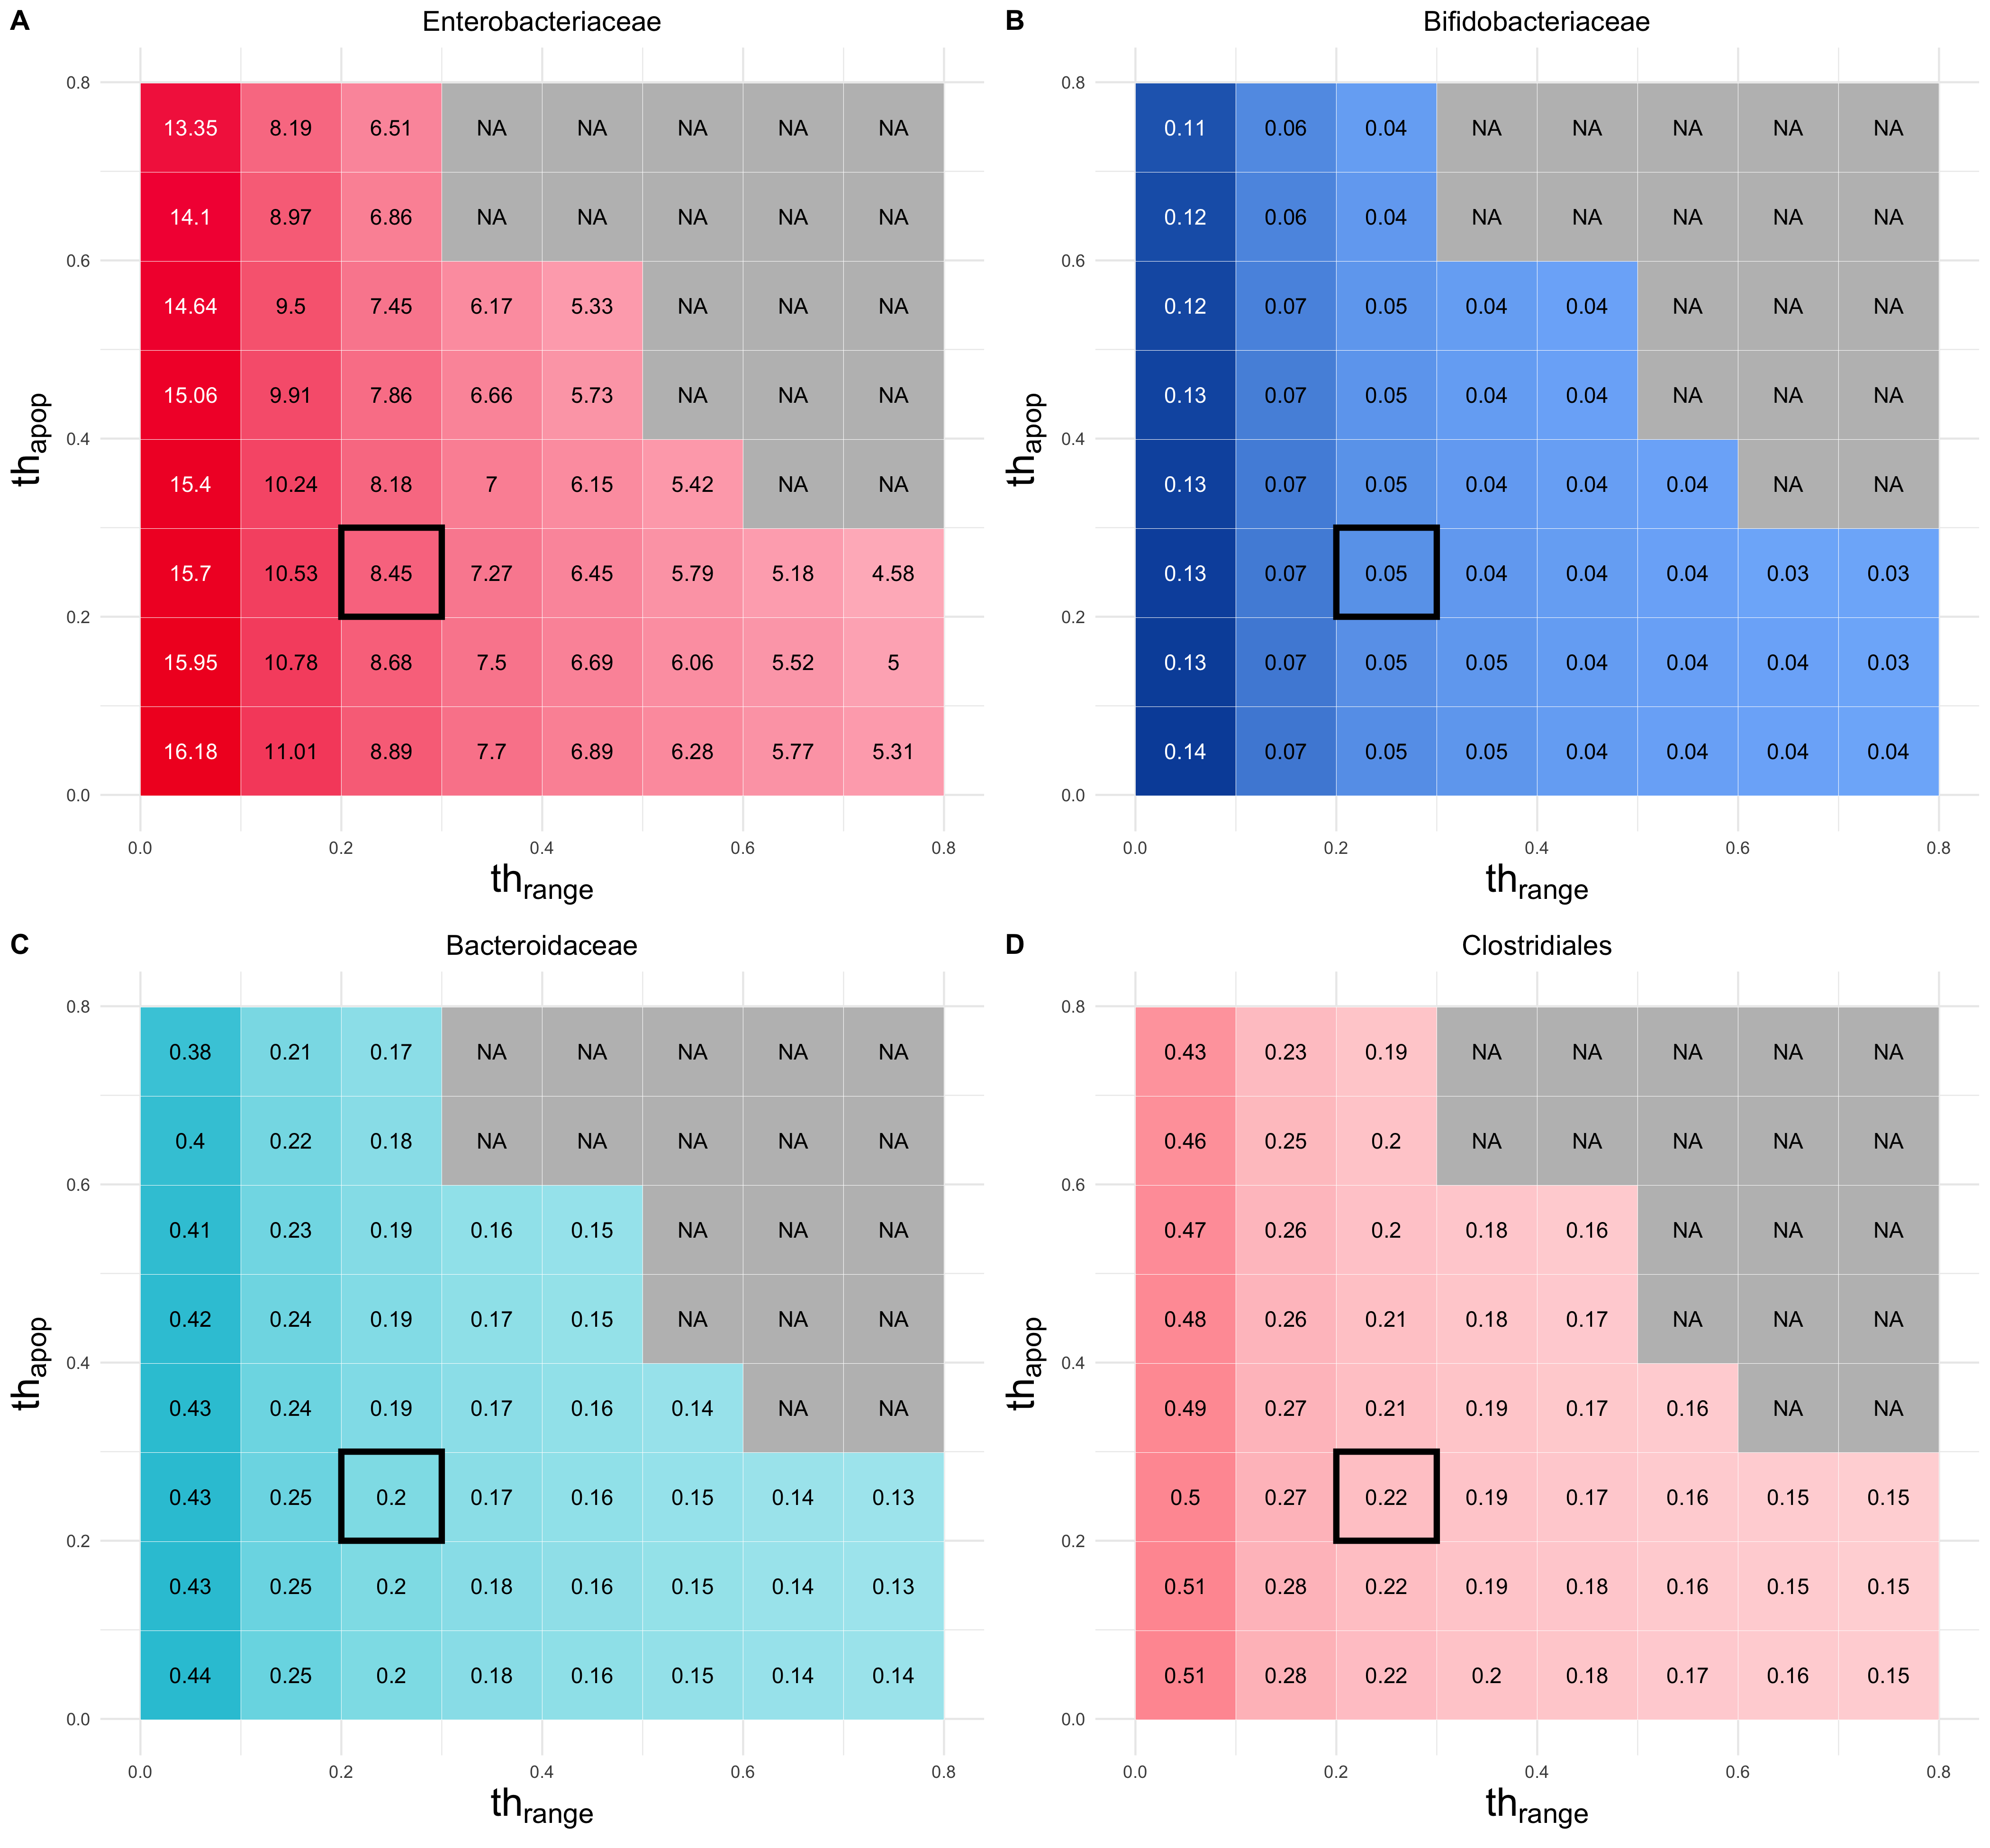 A Enterobacteriaceae
0.8
13.35 8.19 6.51 NA NA NA NA NA
14.1 8.97 6.86 NA NA NA NA NA
0.6
14.64 9.5 7.45 6.17 5.33 NA NA NA
15.06 9.91 7.86 6.66 5.73 NA NA NA
0.4
15.4 10.24 8.18 7 6.15 5.42 NA NA
15.7 10.53 8.45 7.27 6.45 5.79 5.18 4.58
0.2
15.95 10.78 8.68 7.5 6.69 6.06 5.52 5
16.18 11.01 8.89 7.7 6.89 6.28 5.77 5.31
0.0
thapop
0.0 0.2 0.4 0.6 0.8
thrange
B Bifidobacteriaceae
0.8
0.11 0.06 0.04 NA NA NA NA NA
0.12 0.06 0.04 NA NA NA NA NA
0.6
0.12 0.07 0.05 0.04 0.04 NA NA NA
0.13 0.07 0.05 0.04 0.04 NA NA NA
0.4
0.13 0.07 0.05 0.04 0.04 0.04 NA NA
0.13 0.07 0.05 0.04 0.04 0.04 0.03 0.03
0.2
0.13 0.07 0.05 0.05 0.04 0.04 0.04 0.03
0.14 0.07 0.05 0.05 0.04 0.04 0.04 0.04
0.0
thapop
0.0 0.2 0.4 0.6 0.8
thrange
C Bacteroidaceae
0.8
0.38 0.21 0.17 NA NA NA NA NA
0.4 0.22 0.18 NA NA NA NA NA
0.6
0.41 0.23 0.19 0.16 0.15 NA NA NA
0.42 0.24 0.19 0.17 0.15 NA NA NA
0.4
0.43 0.24 0.19 0.17 0.16 0.14 NA NA
0.43 0.25 0.2 0.17 0.16 0.15 0.14 0.13
0.2
0.43 0.25 0.2 0.18 0.16 0.15 0.14 0.13
0.44 0.25 0.2 0.18 0.16 0.15 0.14 0.14
0.0
thapop
0.0 0.2 0.4 0.6 0.8
thrange
D Clostridiales
0.8
0.43 0.23 0.19 NA NA NA NA NA
0.46 0.25 0.2 NA NA NA NA NA
0.6
0.47 0.26 0.2 0.18 0.16 NA NA NA
0.48 0.26 0.21 0.18 0.17 NA NA NA
0.4
0.49 0.27 0.21 0.19 0.17 0.16 NA NA
0.5 0.27 0.22 0.19 0.17 0.16 0.15 0.15
0.2
0.51 0.28 0.22 0.19 0.18 0.16 0.15 0.15
0.51 0.28 0.22 0.2 0.18 0.17 0.16 0.15
0.0
thapop
0.0 0.2 0.4 0.6 0.8
thrange